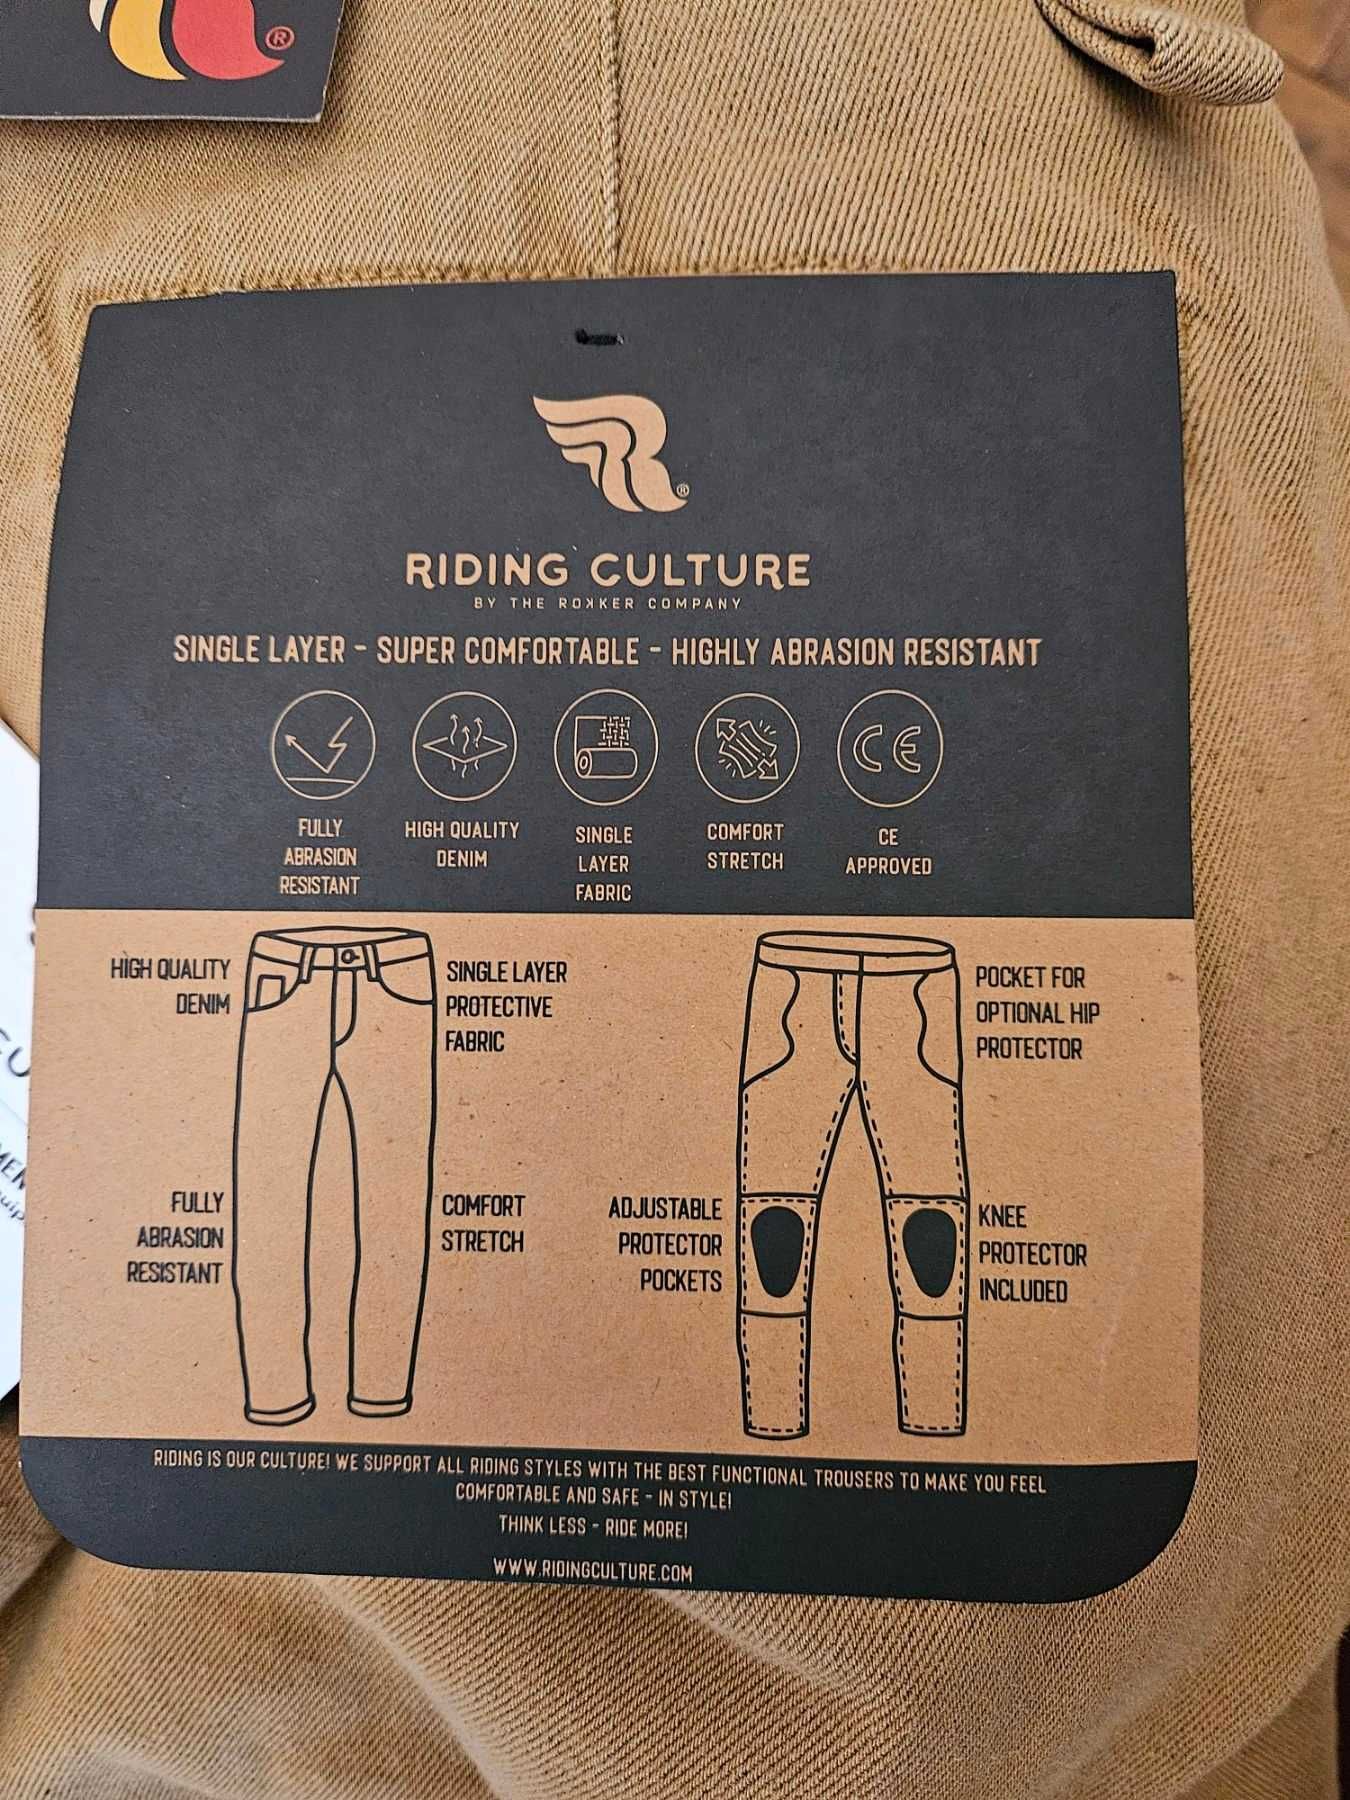 ®
®
RIDING CULTURE
BY THE ROKKER COMPANY
SINGLE LAYER - SUPER COMFORTABLE - HIGHLY ABRASION RESISTANT
CE
FULLY
ABRASION
RESISTANT
HIGH QUALITY
DENIM
SINGLE
LAYER
FABRIC
COMFORT
STRETCH
CE
APPROVED
HIGH QUALITY
DENIM
SINGLE LAYER
PROTECTIVE
FABRIC
FULLY
ABRASION
RESISTANT
COMFORT
STRETCH
POCKET FOR
OPTIONAL HIP
PROTECTOR
ADJUSTABLE
PROTECTOR
POCKETS
KNEE
PROTECTOR
INCLUDED
RIDING IS OUR CULTURE! WE SUPPORT ALL RIDING STYLES WITH THE BEST FUNCTIONAL TROUSERS TO MAKE YOU FEEL
COMFORTABLE AND SAFE - IN STYLE!
THINK LESS - RIDE MORE!
WWW.RIDINGCULTURE.COM